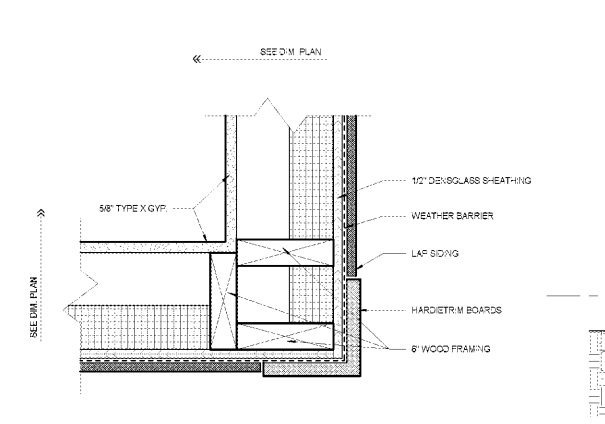 SEE DIM. PLAN
1/2" DENSGLASS SHEATHING
5/8" TYPE X GYP.
WEATHER BARRIER
LAP SIDING
SEE DIM. PLAN
HARDIETRIM BOARDS
6" WOOD FRAMING